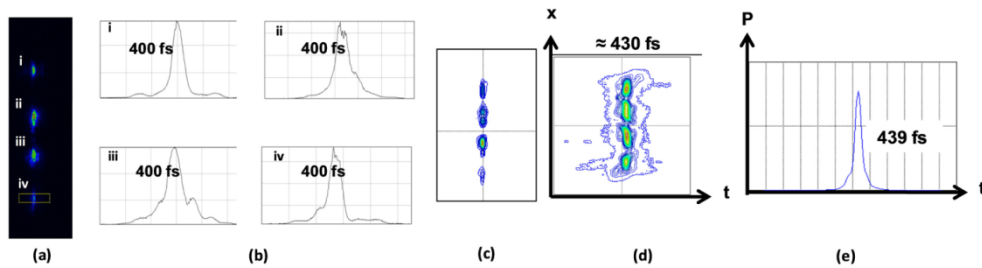 i
ii
iii
iv
(a)
i
400 fs
ii
400 fs
iii
400 fs
iv
400 fs
(b)
(c)
x
≈ 430 fs
t
(d)
P
439 fs
t
(e)